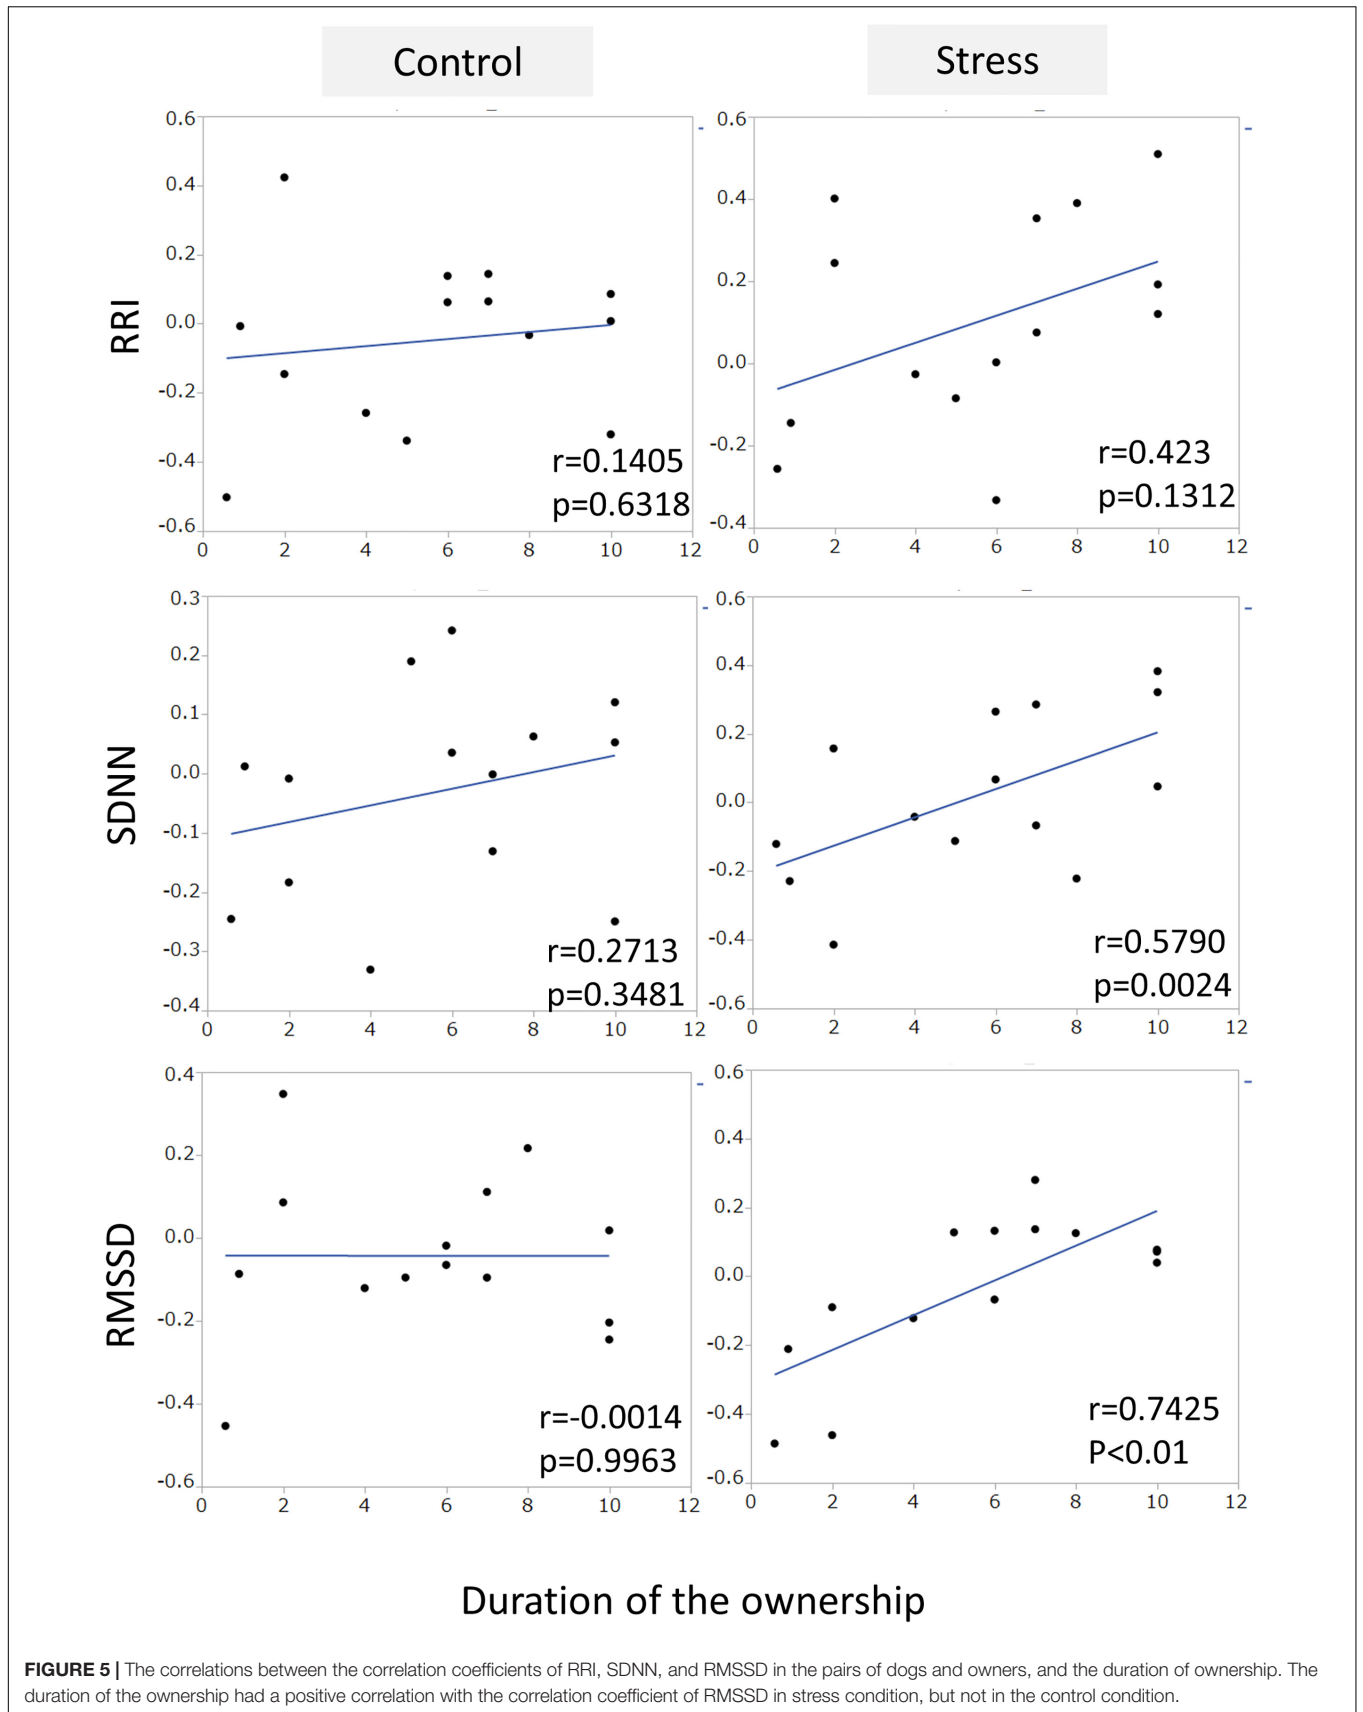 Control
Stress
RRI
0.6
0.4
0.2
0.0
-0.2
-0.4
-0.6
0 2 4 6 8 10 12
r=0.1405
p=0.6318
0.6
0.4
0.2
0.0
-0.2
-0.4
0 2 4 6 8 10 12
r=0.423
p=0.1312
SDNN
0.3
0.2
0.1
0.0
-0.1
-0.2
-0.3
-0.4
0 2 4 6 8 10 12
r=0.2713
p=0.3481
0.6
0.4
0.2
0.0
-0.2
-0.4
-0.6
0 2 4 6 8 10 12
r=0.5790
p=0.0024
RMSSD
0.4
0.2
0.0
-0.2
-0.4
-0.6
0 2 4 6 8 10 12
r=-0.0014
p=0.9963
0.6
0.4
0.2
0.0
-0.2
-0.4
-0.6
0 2 4 6 8 10 12
r=0.7425
P<0.01
Duration of the ownership
FIGURE 5 | The correlations between the correlation coefficients of RRI, SDNN, and RMSSD in the pairs of dogs and owners, and the duration of ownership. The
duration of the ownership had a positive correlation with the correlation coefficient of RMSSD in stress condition, but not in the control condition.